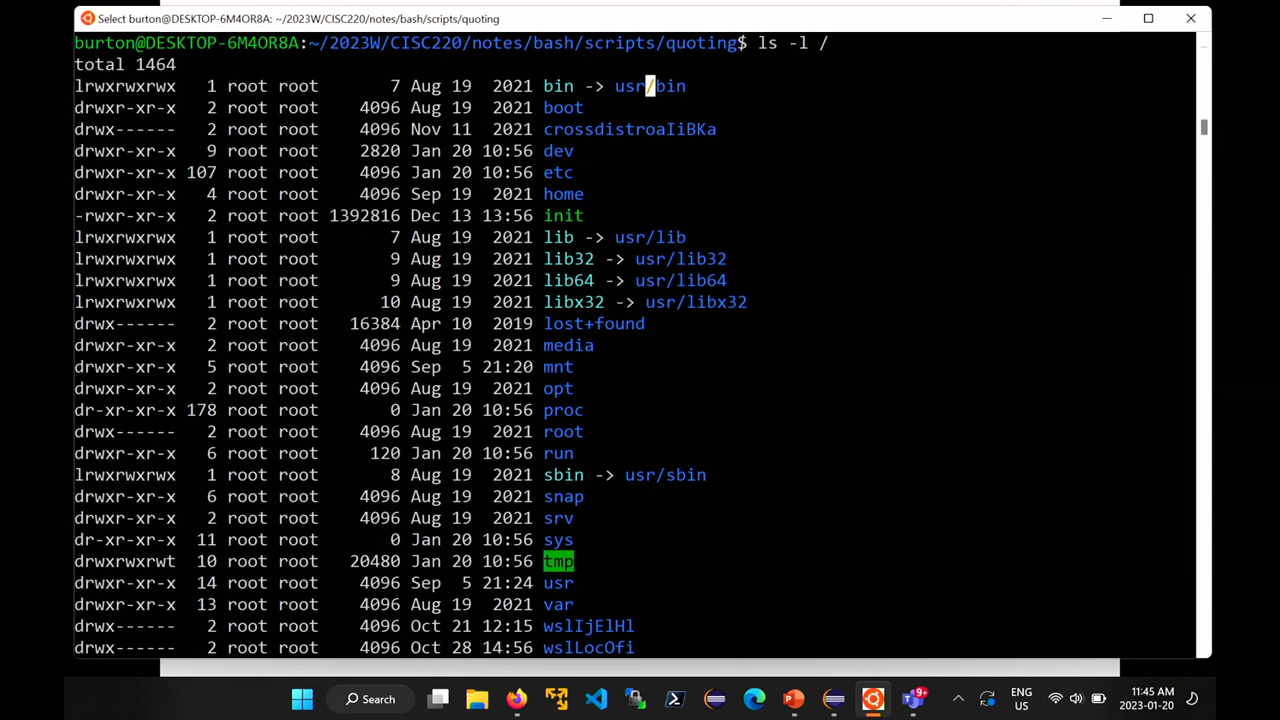 Select burton@DESKTOP-6M4OR8A: ~/2023W/CISC220/notes/bash/scripts/quoting
burton@DESKTOP-6M4OR8A:~/2023W/CISC220/notes/bash/scripts/quoting$ ls -l /
total 1464
lrwxrwxrwx   1 root root       7 Aug 19  2021 bin -> usr/bin
drwxr-xr-x   2 root root    4096 Aug 19  2021 boot
drwx------   2 root root    4096 Nov 11  2021 crossdistroaIiBKa
drwxr-xr-x   9 root root    2820 Jan 20 10:56 dev
drwxr-xr-x 107 root root    4096 Jan 20 10:56 etc
drwxr-xr-x   4 root root    4096 Sep 19  2021 home
-rwxr-xr-x   2 root root 1392816 Dec 13 13:56 init
lrwxrwxrwx   1 root root       7 Aug 19  2021 lib -> usr/lib
lrwxrwxrwx   1 root root       9 Aug 19  2021 lib32 -> usr/lib32
lrwxrwxrwx   1 root root       9 Aug 19  2021 lib64 -> usr/lib64
lrwxrwxrwx   1 root root      10 Aug 19  2021 libx32 -> usr/libx32
drwx------   2 root root   16384 Apr 10  2019 lost+found
drwxr-xr-x   2 root root    4096 Aug 19  2021 media
drwxr-xr-x   5 root root    4096 Sep  5 21:20 mnt
drwxr-xr-x   2 root root    4096 Aug 19  2021 opt
dr-xr-xr-x 178 root root       0 Jan 20 10:56 proc
drwx------   2 root root    4096 Aug 19  2021 root
drwxr-xr-x   6 root root     120 Jan 20 10:56 run
lrwxrwxrwx   1 root root       8 Aug 19  2021 sbin -> usr/sbin
drwxr-xr-x   6 root root    4096 Aug 19  2021 snap
drwxr-xr-x   2 root root    4096 Aug 19  2021 srv
dr-xr-xr-x  11 root root       0 Jan 20 10:56 sys
drwxrwxrwt  10 root root   20480 Jan 20 10:56 tmp
drwxr-xr-x  14 root root    4096 Sep  5 21:24 usr
drwxr-xr-x  13 root root    4096 Aug 19  2021 var
drwx------   2 root root    4096 Oct 21 12:15 wslIjElHl
drwx------   2 root root    4096 Oct 28 14:56 wslLocOfi
Search
9+
ENG
US
11:45 AM
2023-01-20